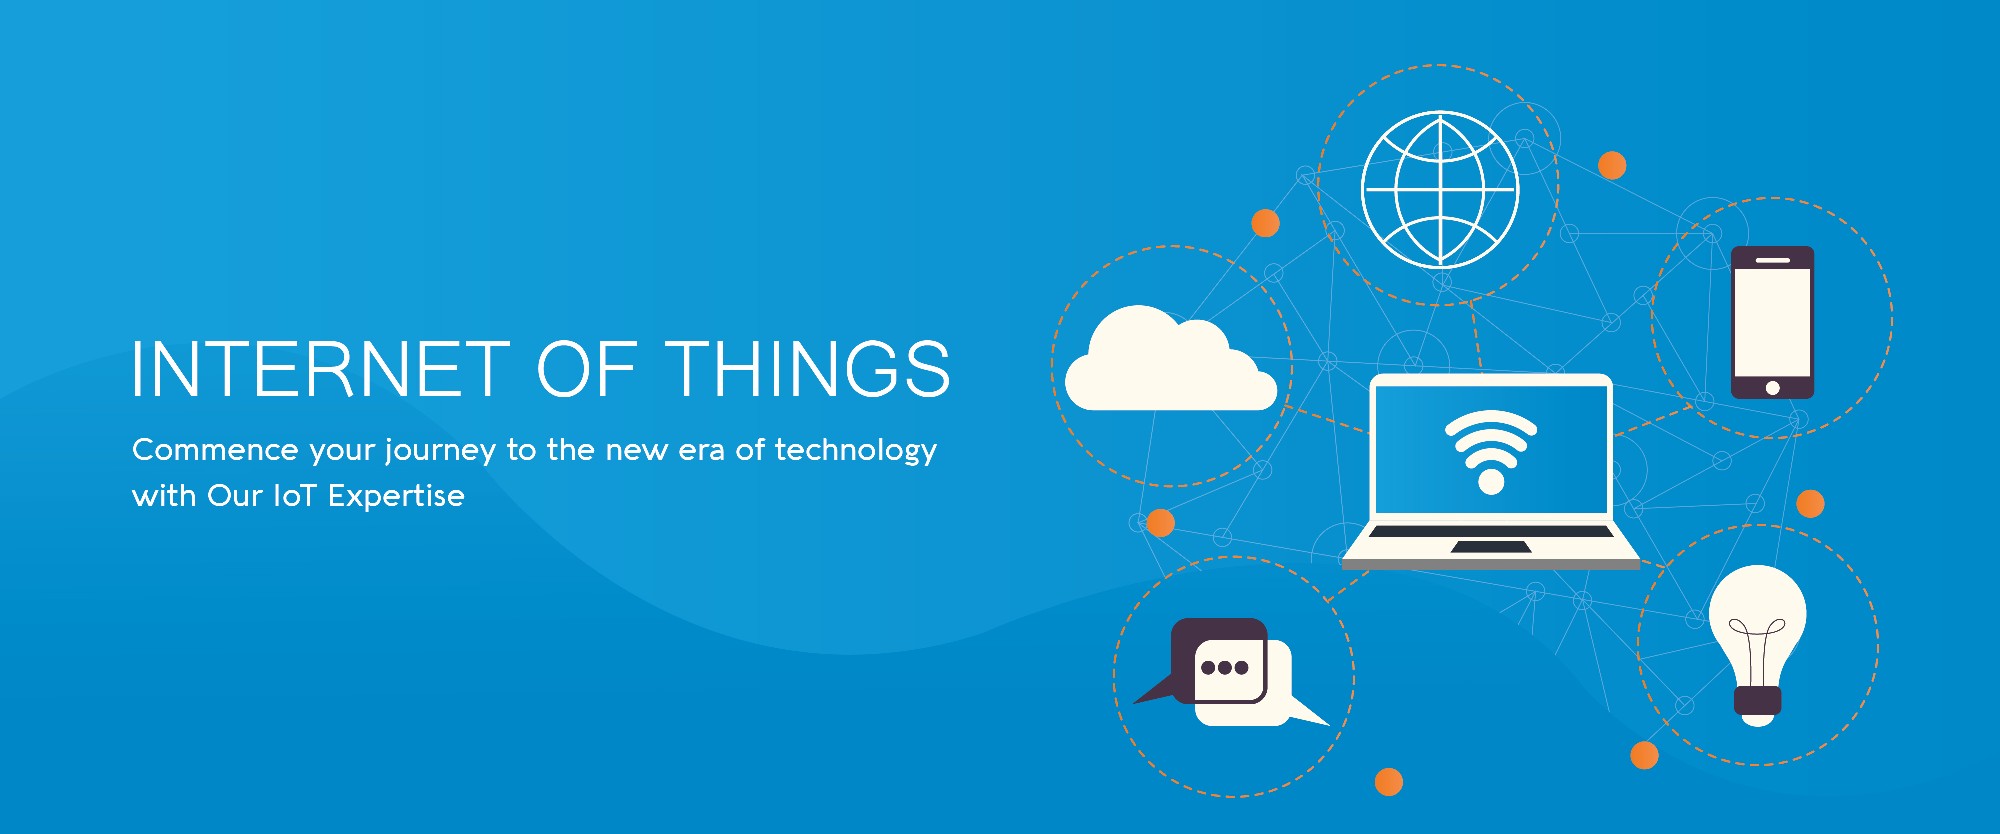 INTERNET OF THINGS
Commence your journey to the new era of technology
with Our IoT Expertise